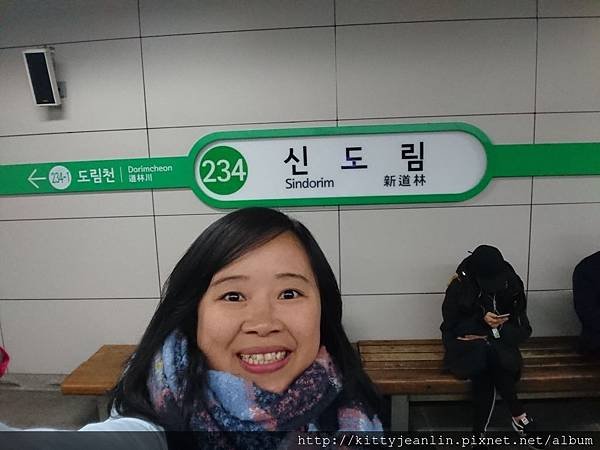 234-1 도림천 Dorimcheon
道林川
234 신 도 림
Sindorim 新道林
http://kittyjeanlin.pixnet.net/album